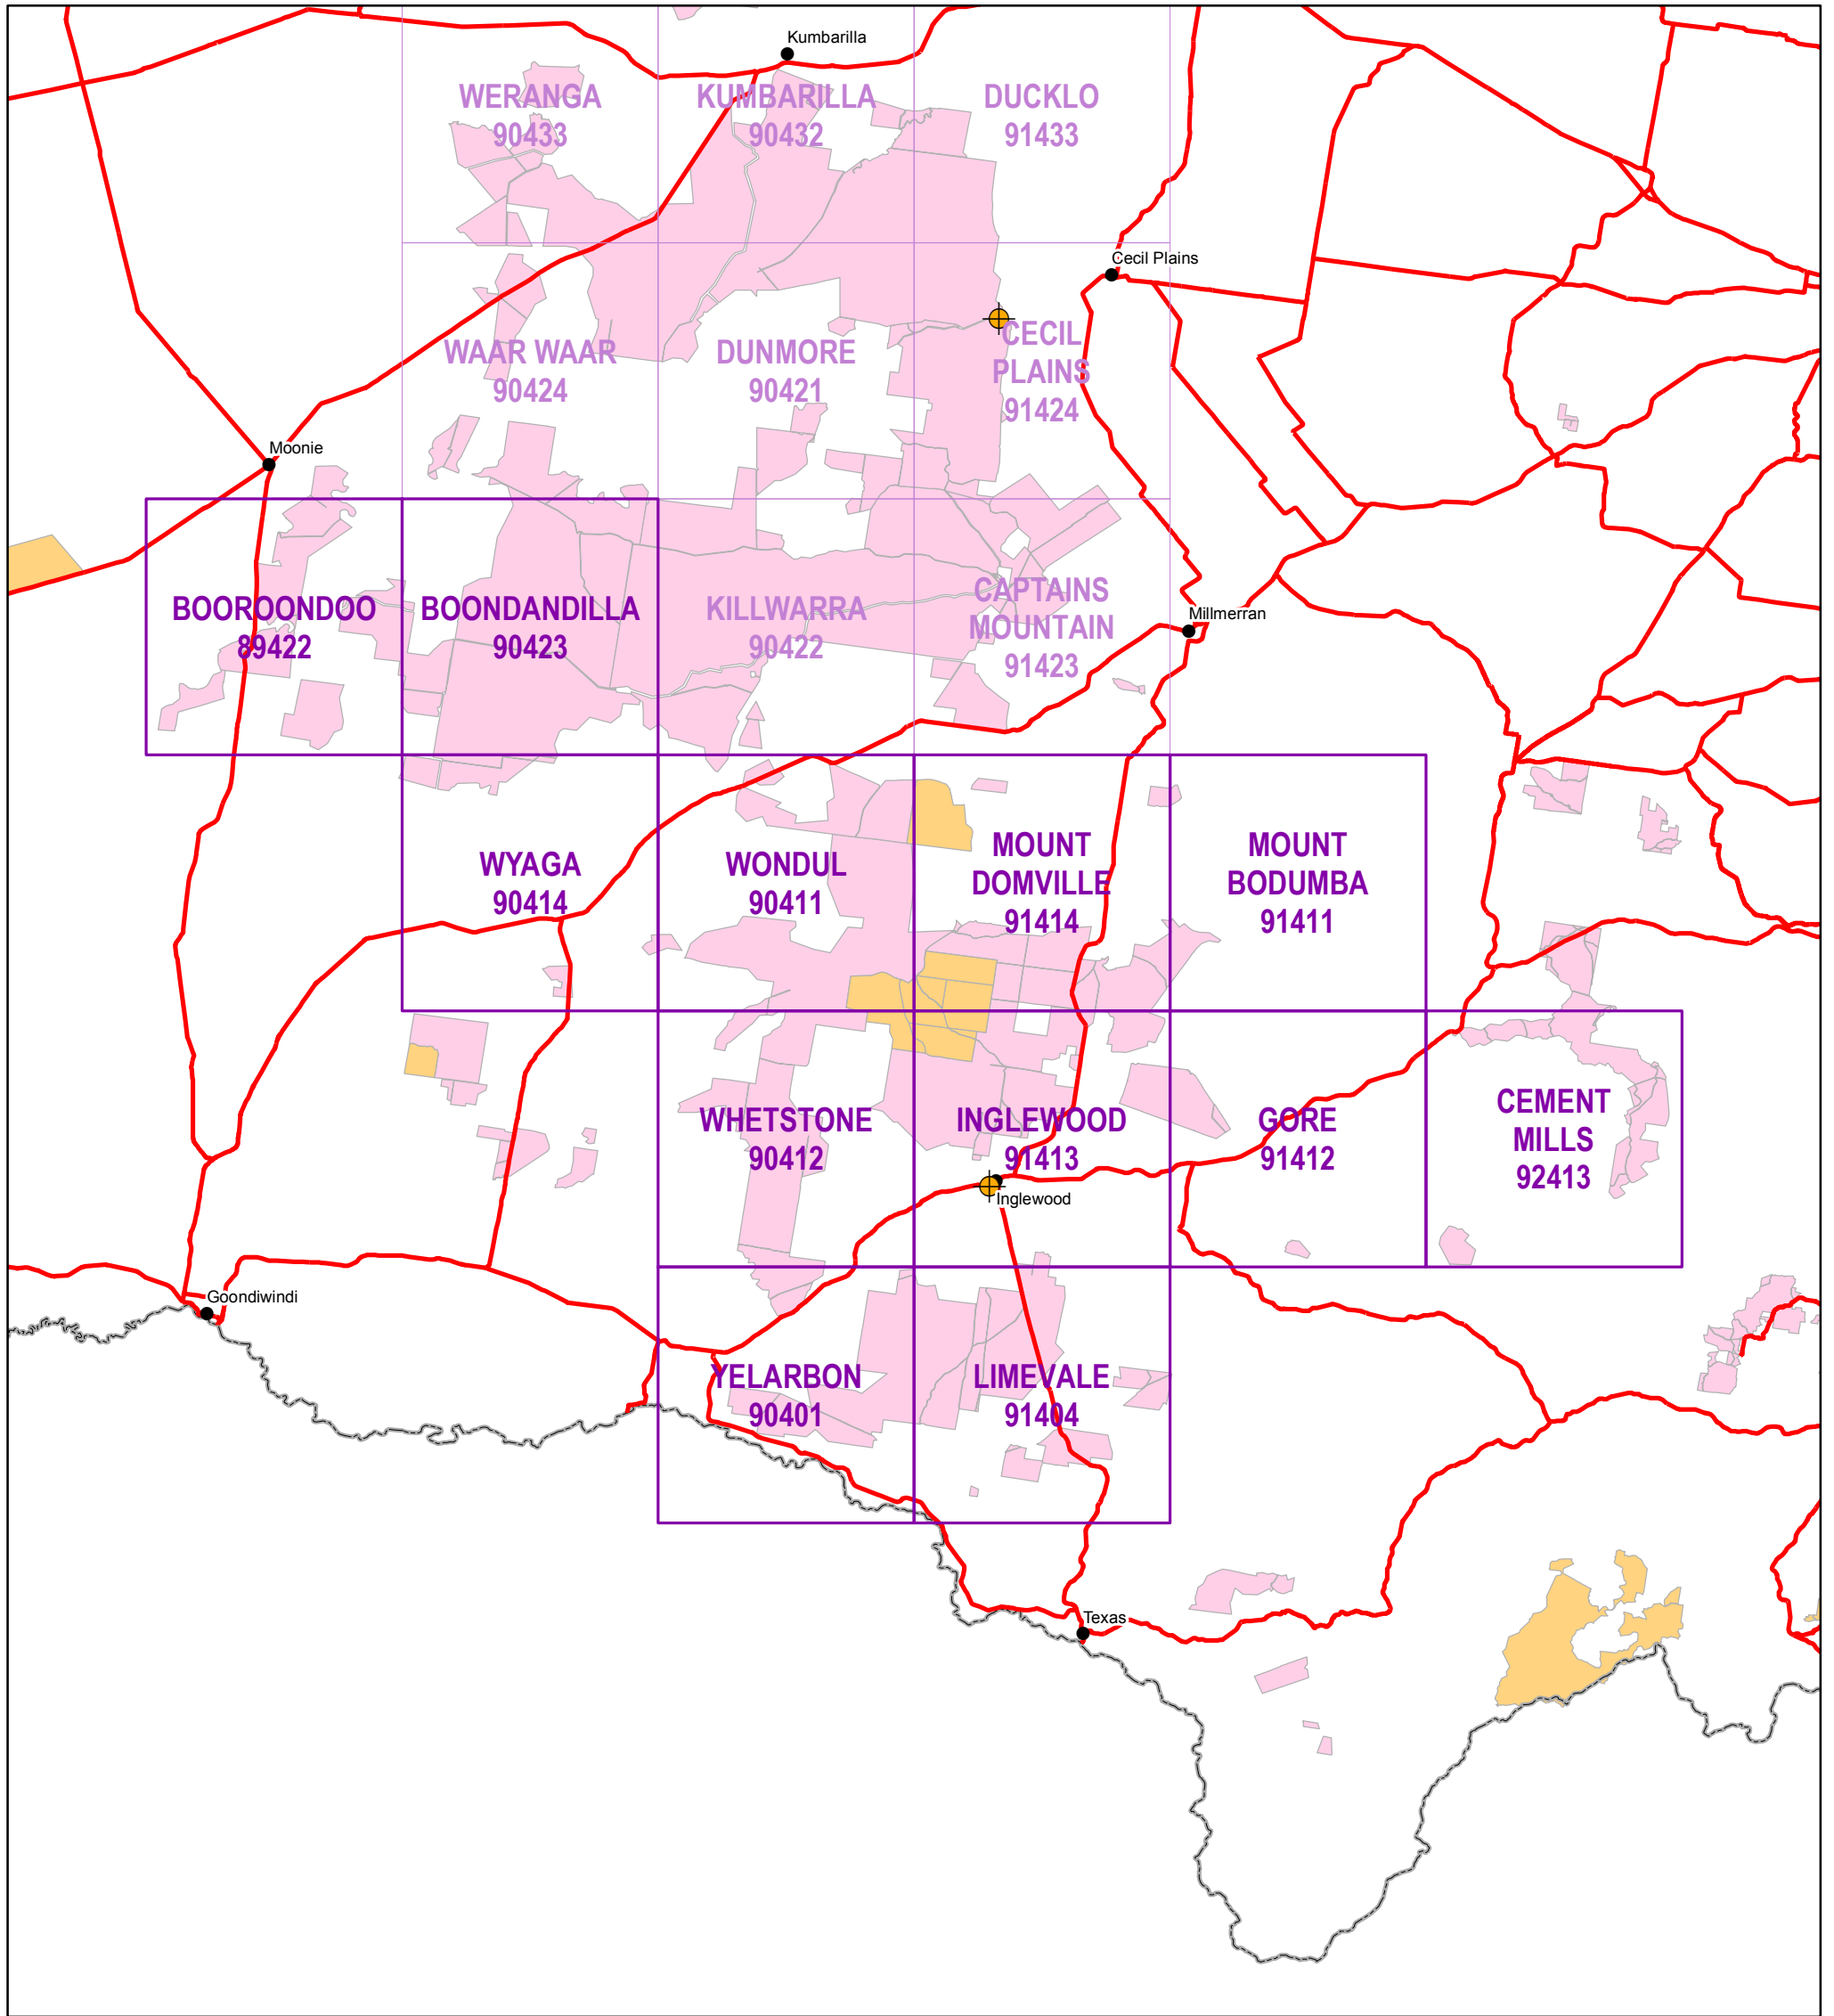 Kumbarilla
WERANGA
90433
KUMBARILLA
90432
DUCKLO
91433
Cecil Plains
WAAR WAAR
90424
DUNMORE
90421
CECIL
PLAINS
91424
Moonie
BOOROONDOO
89422
BOONDANDILLA
90423
KILLWARRA
90422
CAPTAINS
MOUNTAIN
91423
Millmerran
WYAGA
90414
WONDUL
90411
MOUNT
DOMVILLE
91414
MOUNT
BODUMBA
91411
WHETSTONE
90412
INGLEWOOD
91413
GORE
91412
CEMENT
MILLS
92413
Inglewood
Goondiwindi
YELARBON
90401
LIMEVALE
91404
Texas